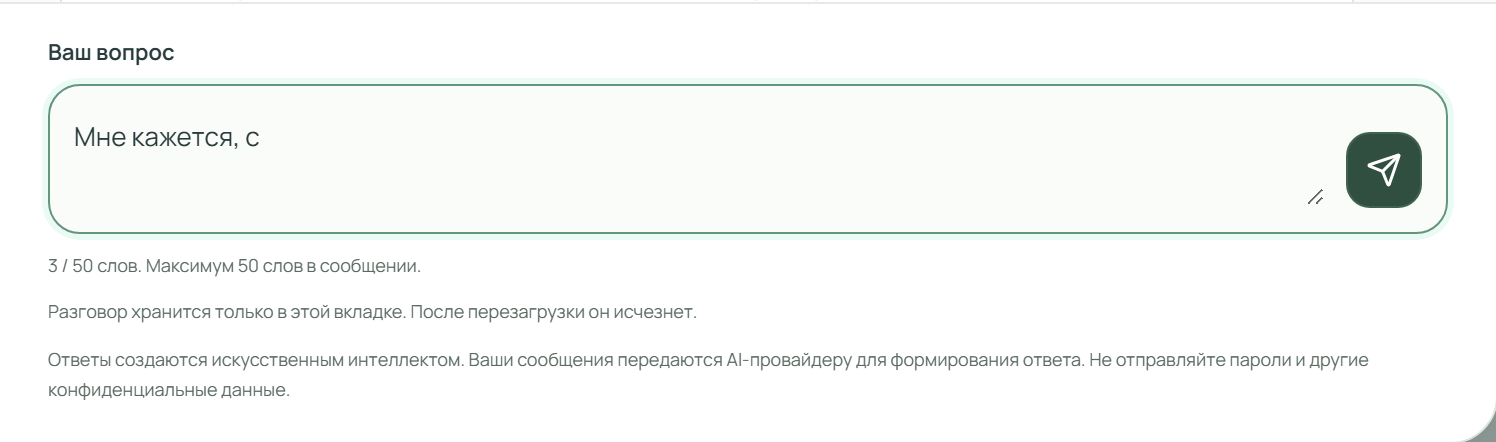 Ваш вопрос
Мне кажется, с
3 / 50 слов. Максимум 50 слов в сообщении.
Разговор хранится только в этой вкладке. После перезагрузки он исчезнет.
Ответы создаются искусственным интеллектом. Ваши сообщения передаются AI-провайдеру для формирования ответа. Не отправляйте пароли и другие
конфиденциальные данные.